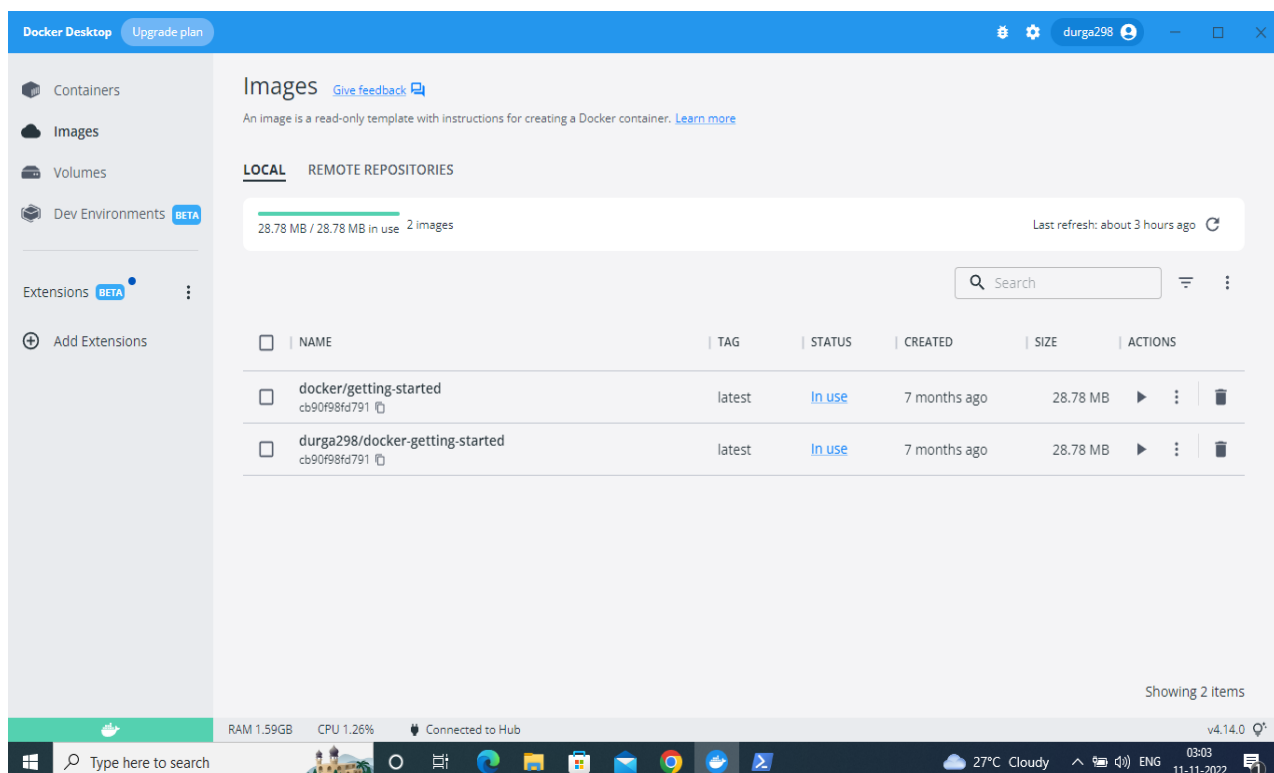 Docker Desktop Upgrade plan durga298
Containers
Images
Volumes
Dev Environments BETA
Extensions BETA
Add Extensions
Images Give feedback
An image is a read-only template with instructions for creating a Docker container. Learn more
LOCAL REMOTE REPOSITORIES
28.78 MB / 28.78 MB in use 2 images Last refresh: about 3 hours ago
Search
NAME TAG STATUS CREATED SIZE ACTIONS
docker/getting-started latest In use 7 months ago 28.78 MB
cb90f98fd791
durga298/docker-getting-started latest In use 7 months ago 28.78 MB
cb90f98fd791
Showing 2 items
RAM 1.59GB CPU 1.26% Connected to Hub v4.14.0
Type here to search 27°C Cloudy ENG 03:03
11-11-2022 1